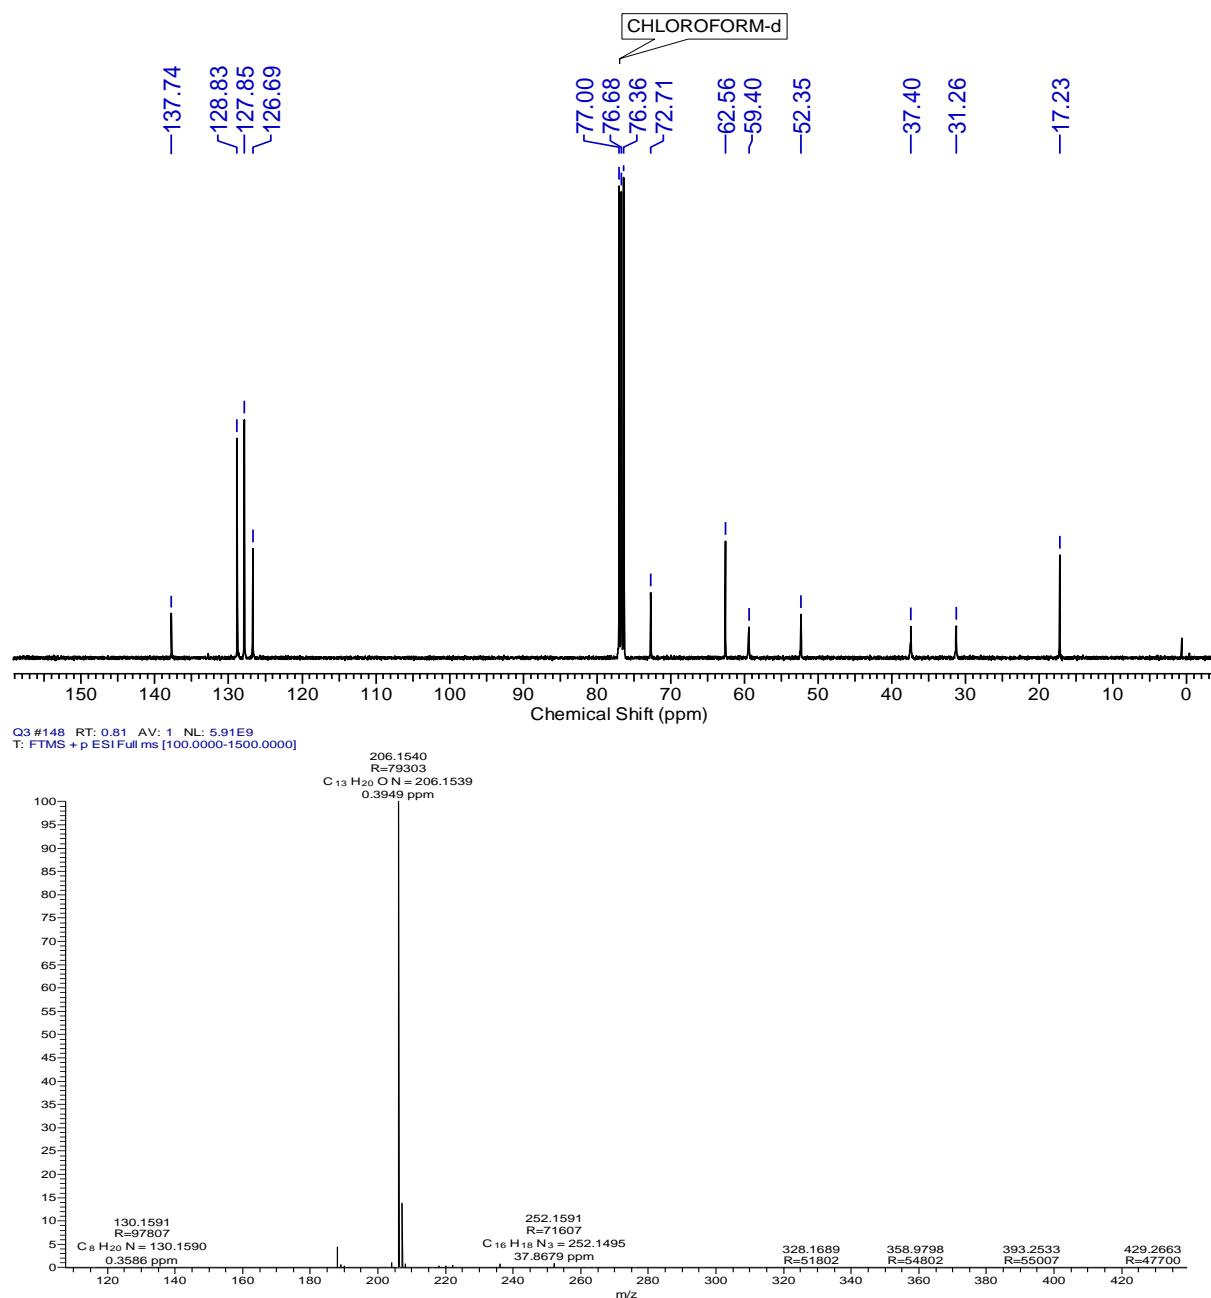 CHLOROFORM-d
137.74
128.83
127.85
126.69
77.00
76.68
76.36
72.71
62.56
59.40
52.35
37.40
31.26
17.23
150 140 130 120 110 100 90 80 70 60 50 40 30 20 10 0
Chemical Shift (ppm)
Q3 #148 RT: 0.81 AV: 1 NL: 5.91E9
T: FTMS + p ESI Full ms [100.0000-1500.0000]
206.1540
R=79303
C13 H20 O N = 206.1539
0.3949 ppm
100
95
90
85
80
75
70
65
60
55
50
45
40
35
30
25
20
15
10
5
0
130.1591
R=97807
C8 H20 N = 130.1590
0.3586 ppm
252.1591
R=71607
C16 H18 N3 = 252.1495
37.8679 ppm
328.1689
R=51802
358.9798
R=54802
393.2533
R=55007
429.2663
R=47700
120 140 160 180 200 220 240 260 280 300 320 340 360 380 400 420
m/z